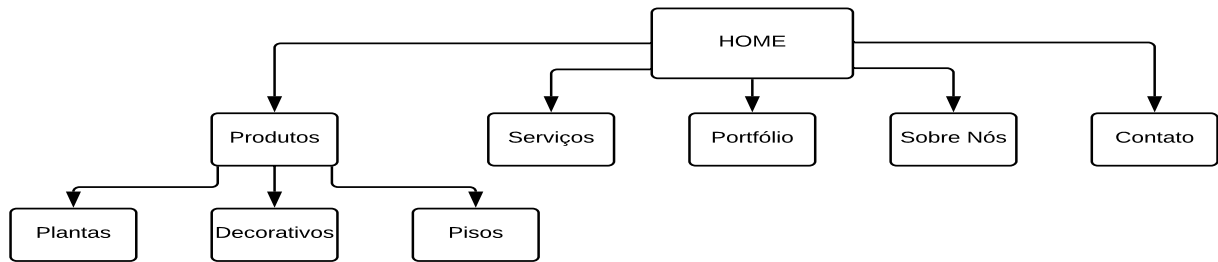 HOME
Produtos
Serviços
Portfólio
Sobre Nós
Contato
Plantas
Decorativos
Pisos